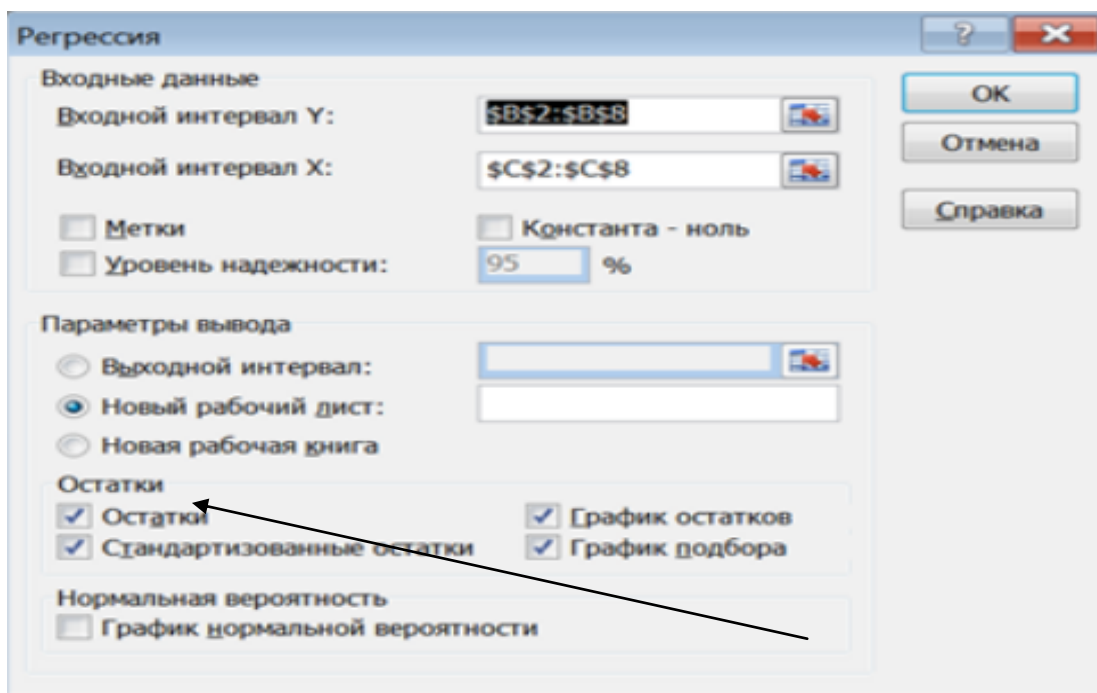 Регрессия
Входные данные
Входной интервал Y: $B$2:$B$8
Входной интервал X: $C$2:$C$8
Метки Константа - ноль
Уровень надежности: 95 %
Параметры вывода
Выходной интервал:
Новый рабочий лист:
Новая рабочая книга
Остатки
Остатки График остатков
Стандартизованные остатки График подбора
Нормальная вероятность
График нормальной вероятности
OK
Отмена
Справка